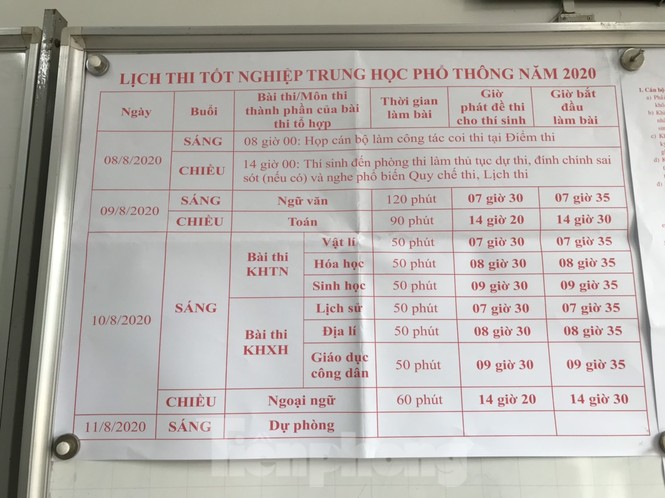 LỊCH THI TỐT NGHIỆP TRUNG HỌC PHỔ THÔNG NĂM 2020
Ngày Buổi Bài thi/Môn thi thành phần của bài thi tổ hợp Thời gian làm bài Giờ phát đề thi cho thí sinh Giờ bắt đầu làm bài
08/8/2020 SÁNG 08 giờ 00: Họp cán bộ làm công tác coi thi tại Điểm thi
CHIỀU 14 giờ 00: Thí sinh đến phòng thi làm thủ tục dự thi, đính chính sai
sót (nếu có) và nghe phổ biến Quy chế thi, Lịch thi
09/8/2020 SÁNG Ngữ văn 120 phút 07 giờ 30 07 giờ 35
CHIỀU Toán 90 phút 14 giờ 20 14 giờ 30
10/8/2020 SÁNG Bài thi KHTN Vật lí 50 phút 07 giờ 30 07 giờ 35
Hóa học 50 phút 08 giờ 30 08 giờ 35
Sinh học 50 phút 09 giờ 30 09 giờ 35
Bài thi KHXH Lịch sử 50 phút 07 giờ 30 07 giờ 35
Địa lí 50 phút 08 giờ 30 08 giờ 35
Giáo dục công dân 50 phút 09 giờ 30 09 giờ 35
CHIỀU Ngoại ngữ 60 phút 14 giờ 20 14 giờ 30
11/8/2020 SÁNG Dự phòng
tienphong